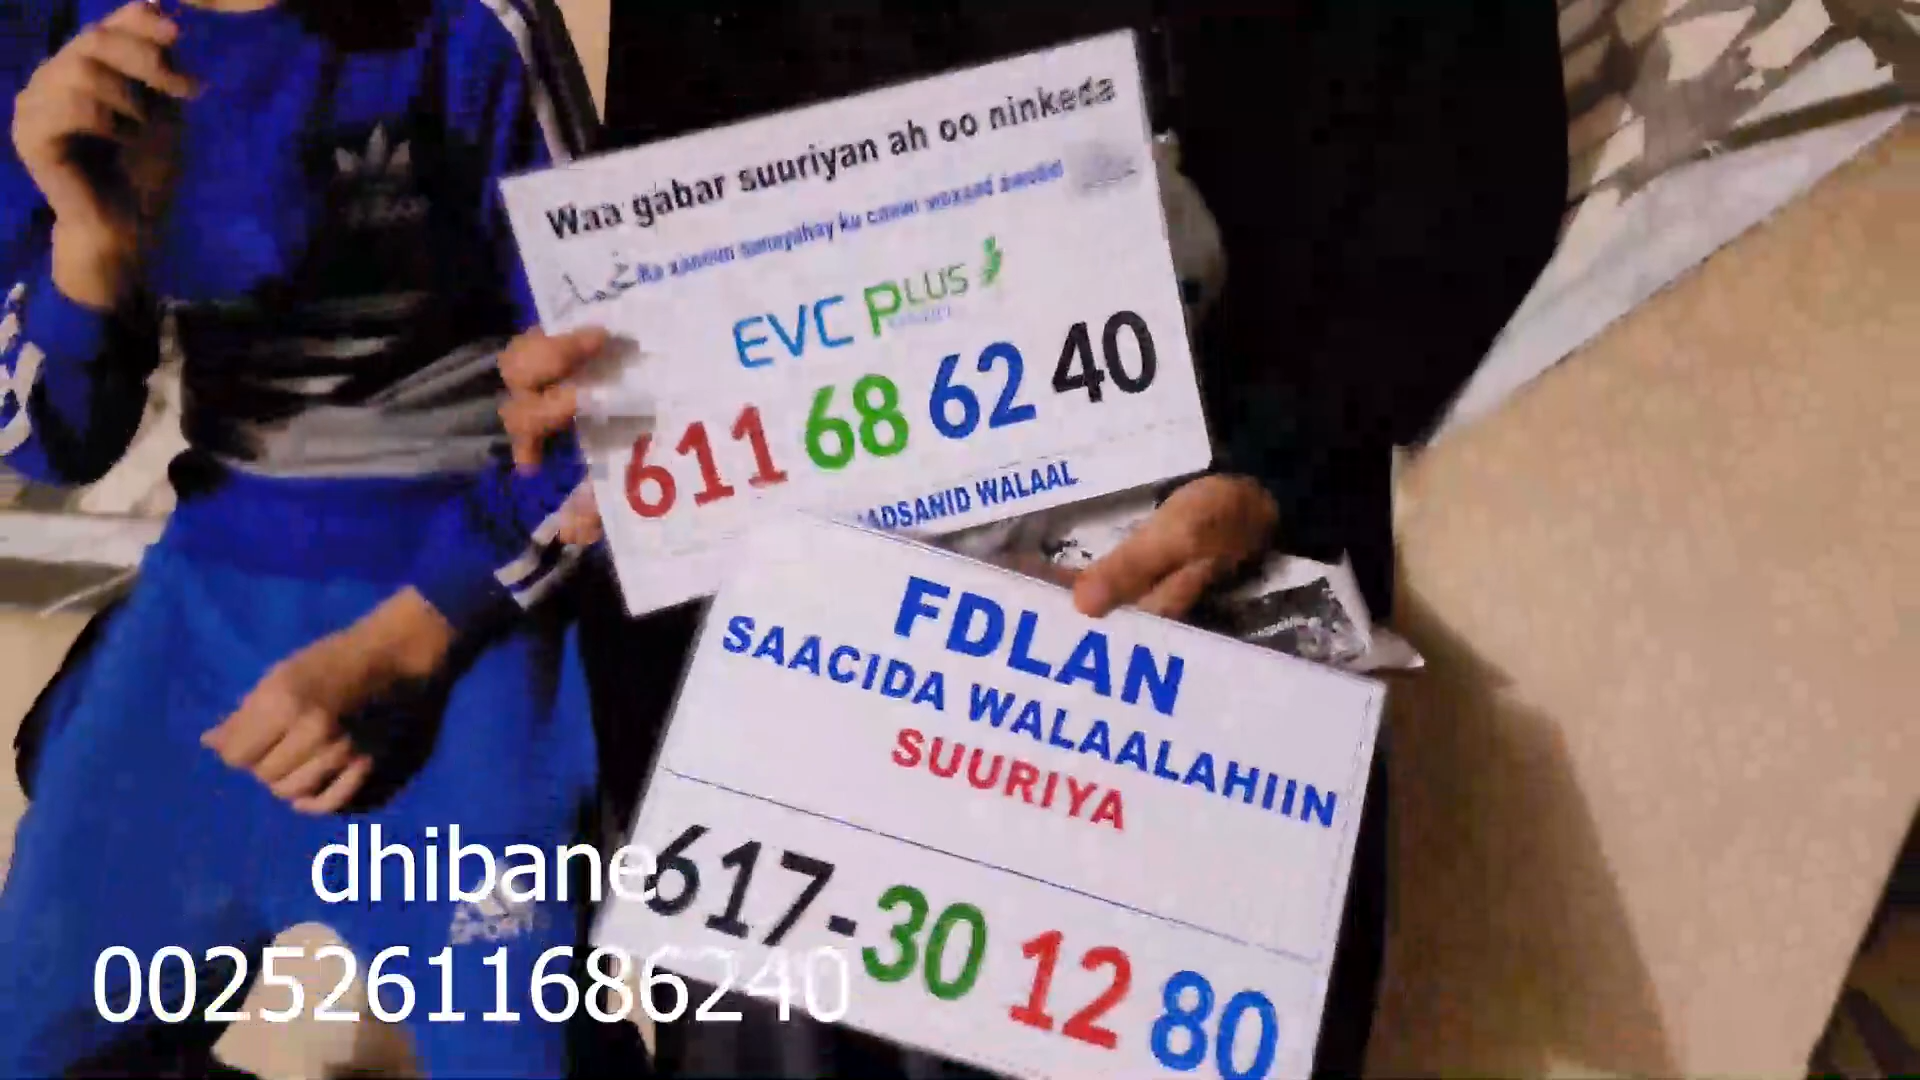 Waa gabar suuriyan ah oo ninkeda
EVC PLUS
611 68 62 40
WALAAL
FDLAN
SAACIDA WALAALAHIIN
SUURIYA
617-30 12 80
dhibane
00252611686240